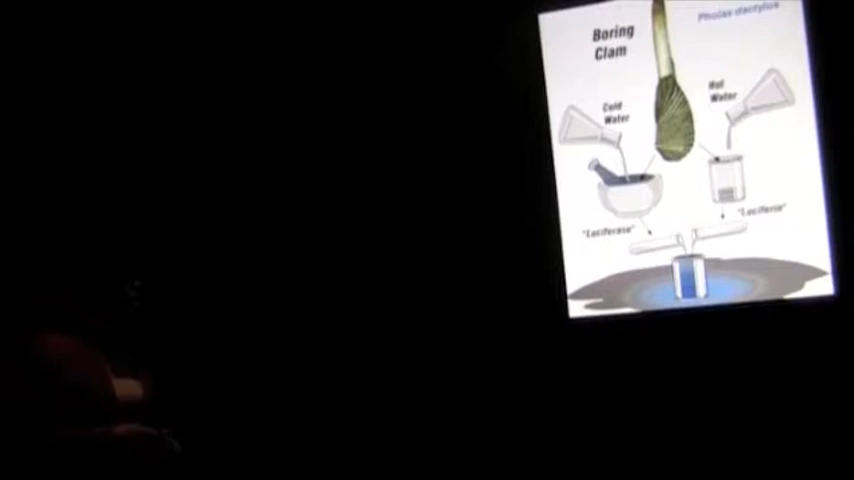 Pholas dactylus
Boring
Clam
Cold
Water
Hot
Water
"Luciferase"
"Luciferin"